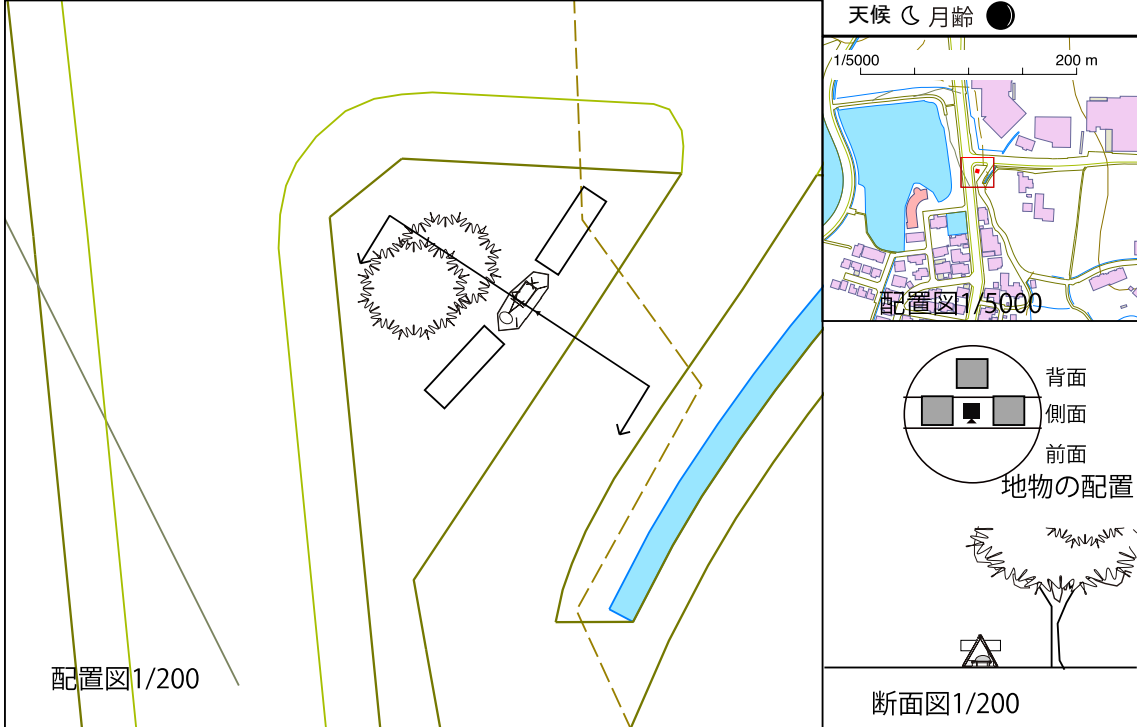 天候 月齢
1/5000 200 m
配置図1/5000
背面
側面
前面
地物の配置
配置図1/200
断面図1/200